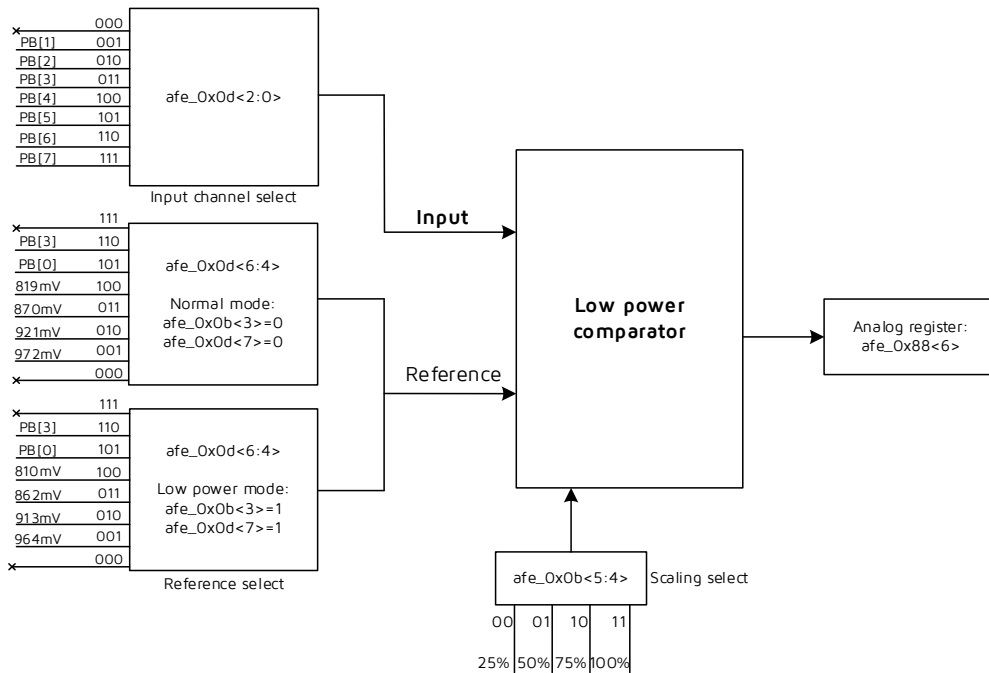 000
PB[1] 001
PB[2] 010
PB[3] 011
PB[4] 100
PB[5] 101
PB[6] 110
PB[7] 111
afe_0x0d<2:0>
Input channel select
111
PB[3] 110
PB[0] 101
819mV 100
870mV 011
921mV 010
972mV 001
000
afe_0x0d<6:4>
Normal mode:
afe_0x0b<3>=0
afe_0x0d<7>=0
111
PB[3] 110
PB[0] 101
810mV 100
862mV 011
913mV 010
964mV 001
000
afe_0x0d<6:4>
Low power mode:
afe_0x0b<3>=1
afe_0x0d<7>=1
Reference select
Input
Reference
Low power
comparator
Analog register:
afe_0x88<6>
afe_0x0b<5:4>
Scaling select
00 01 10 11
25% 50% 75% 100%